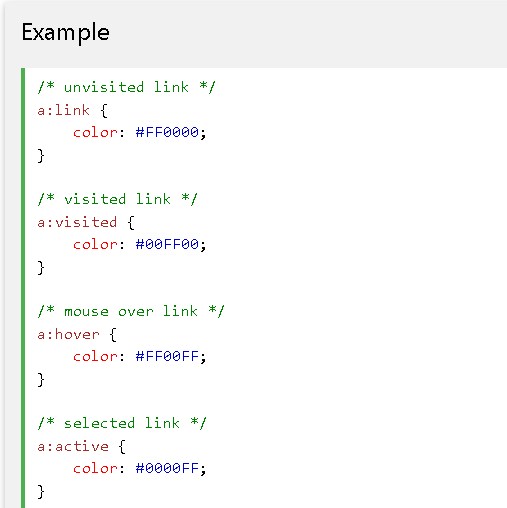 Example
/* unvisited link */
a:link {
    color: #FF0000;
}
/* visited link */
a:visited {
    color: #00FF00;
}
/* mouse over link */
a:hover {
    color: #FF00FF;
}
/* selected link */
a:active {
    color: #0000FF;
}